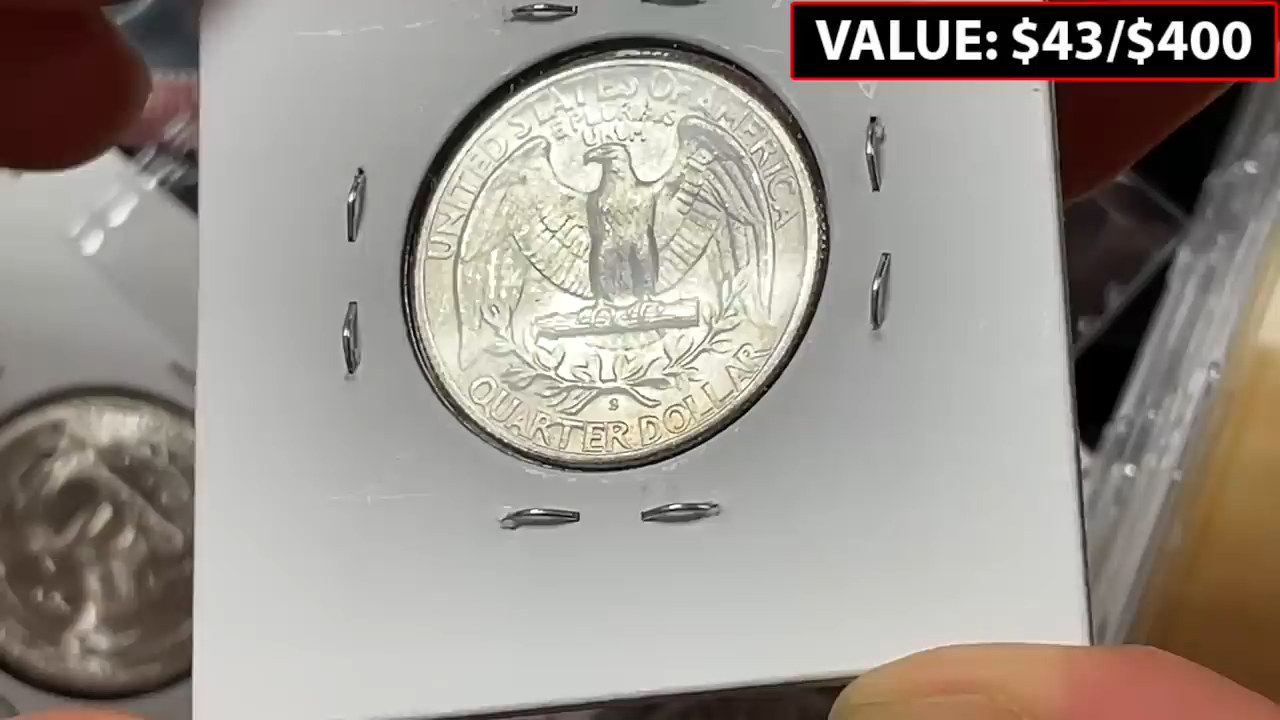 VALUE: $43/$400
UNITED STATES OF AMERICA
E PLURIBUS
UNUM
S
QUARTER DOLLAR